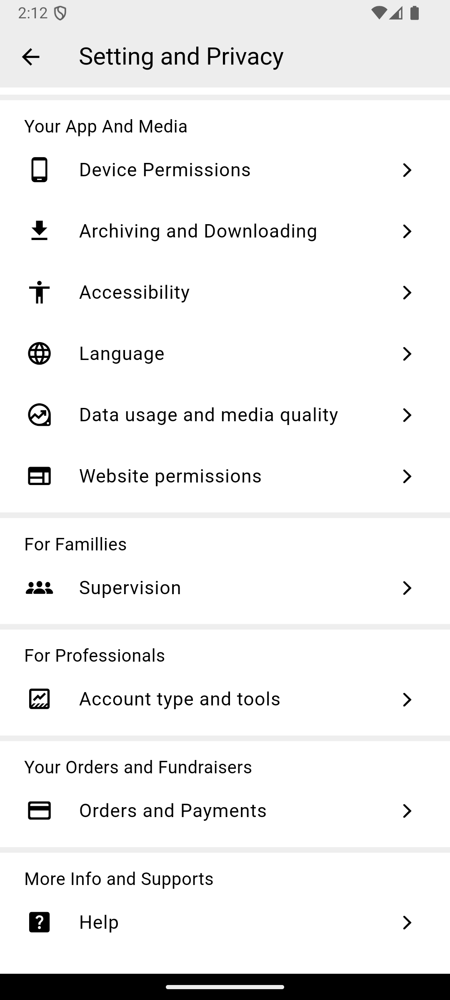 2:12
Setting and Privacy
Your App And Media
Device Permissions
Archiving and Downloading
Accessibility
Language
Data usage and media quality
Website permissions
For Famillies
Supervision
For Professionals
Account type and tools
Your Orders and Fundraisers
Orders and Payments
More Info and Supports
Help